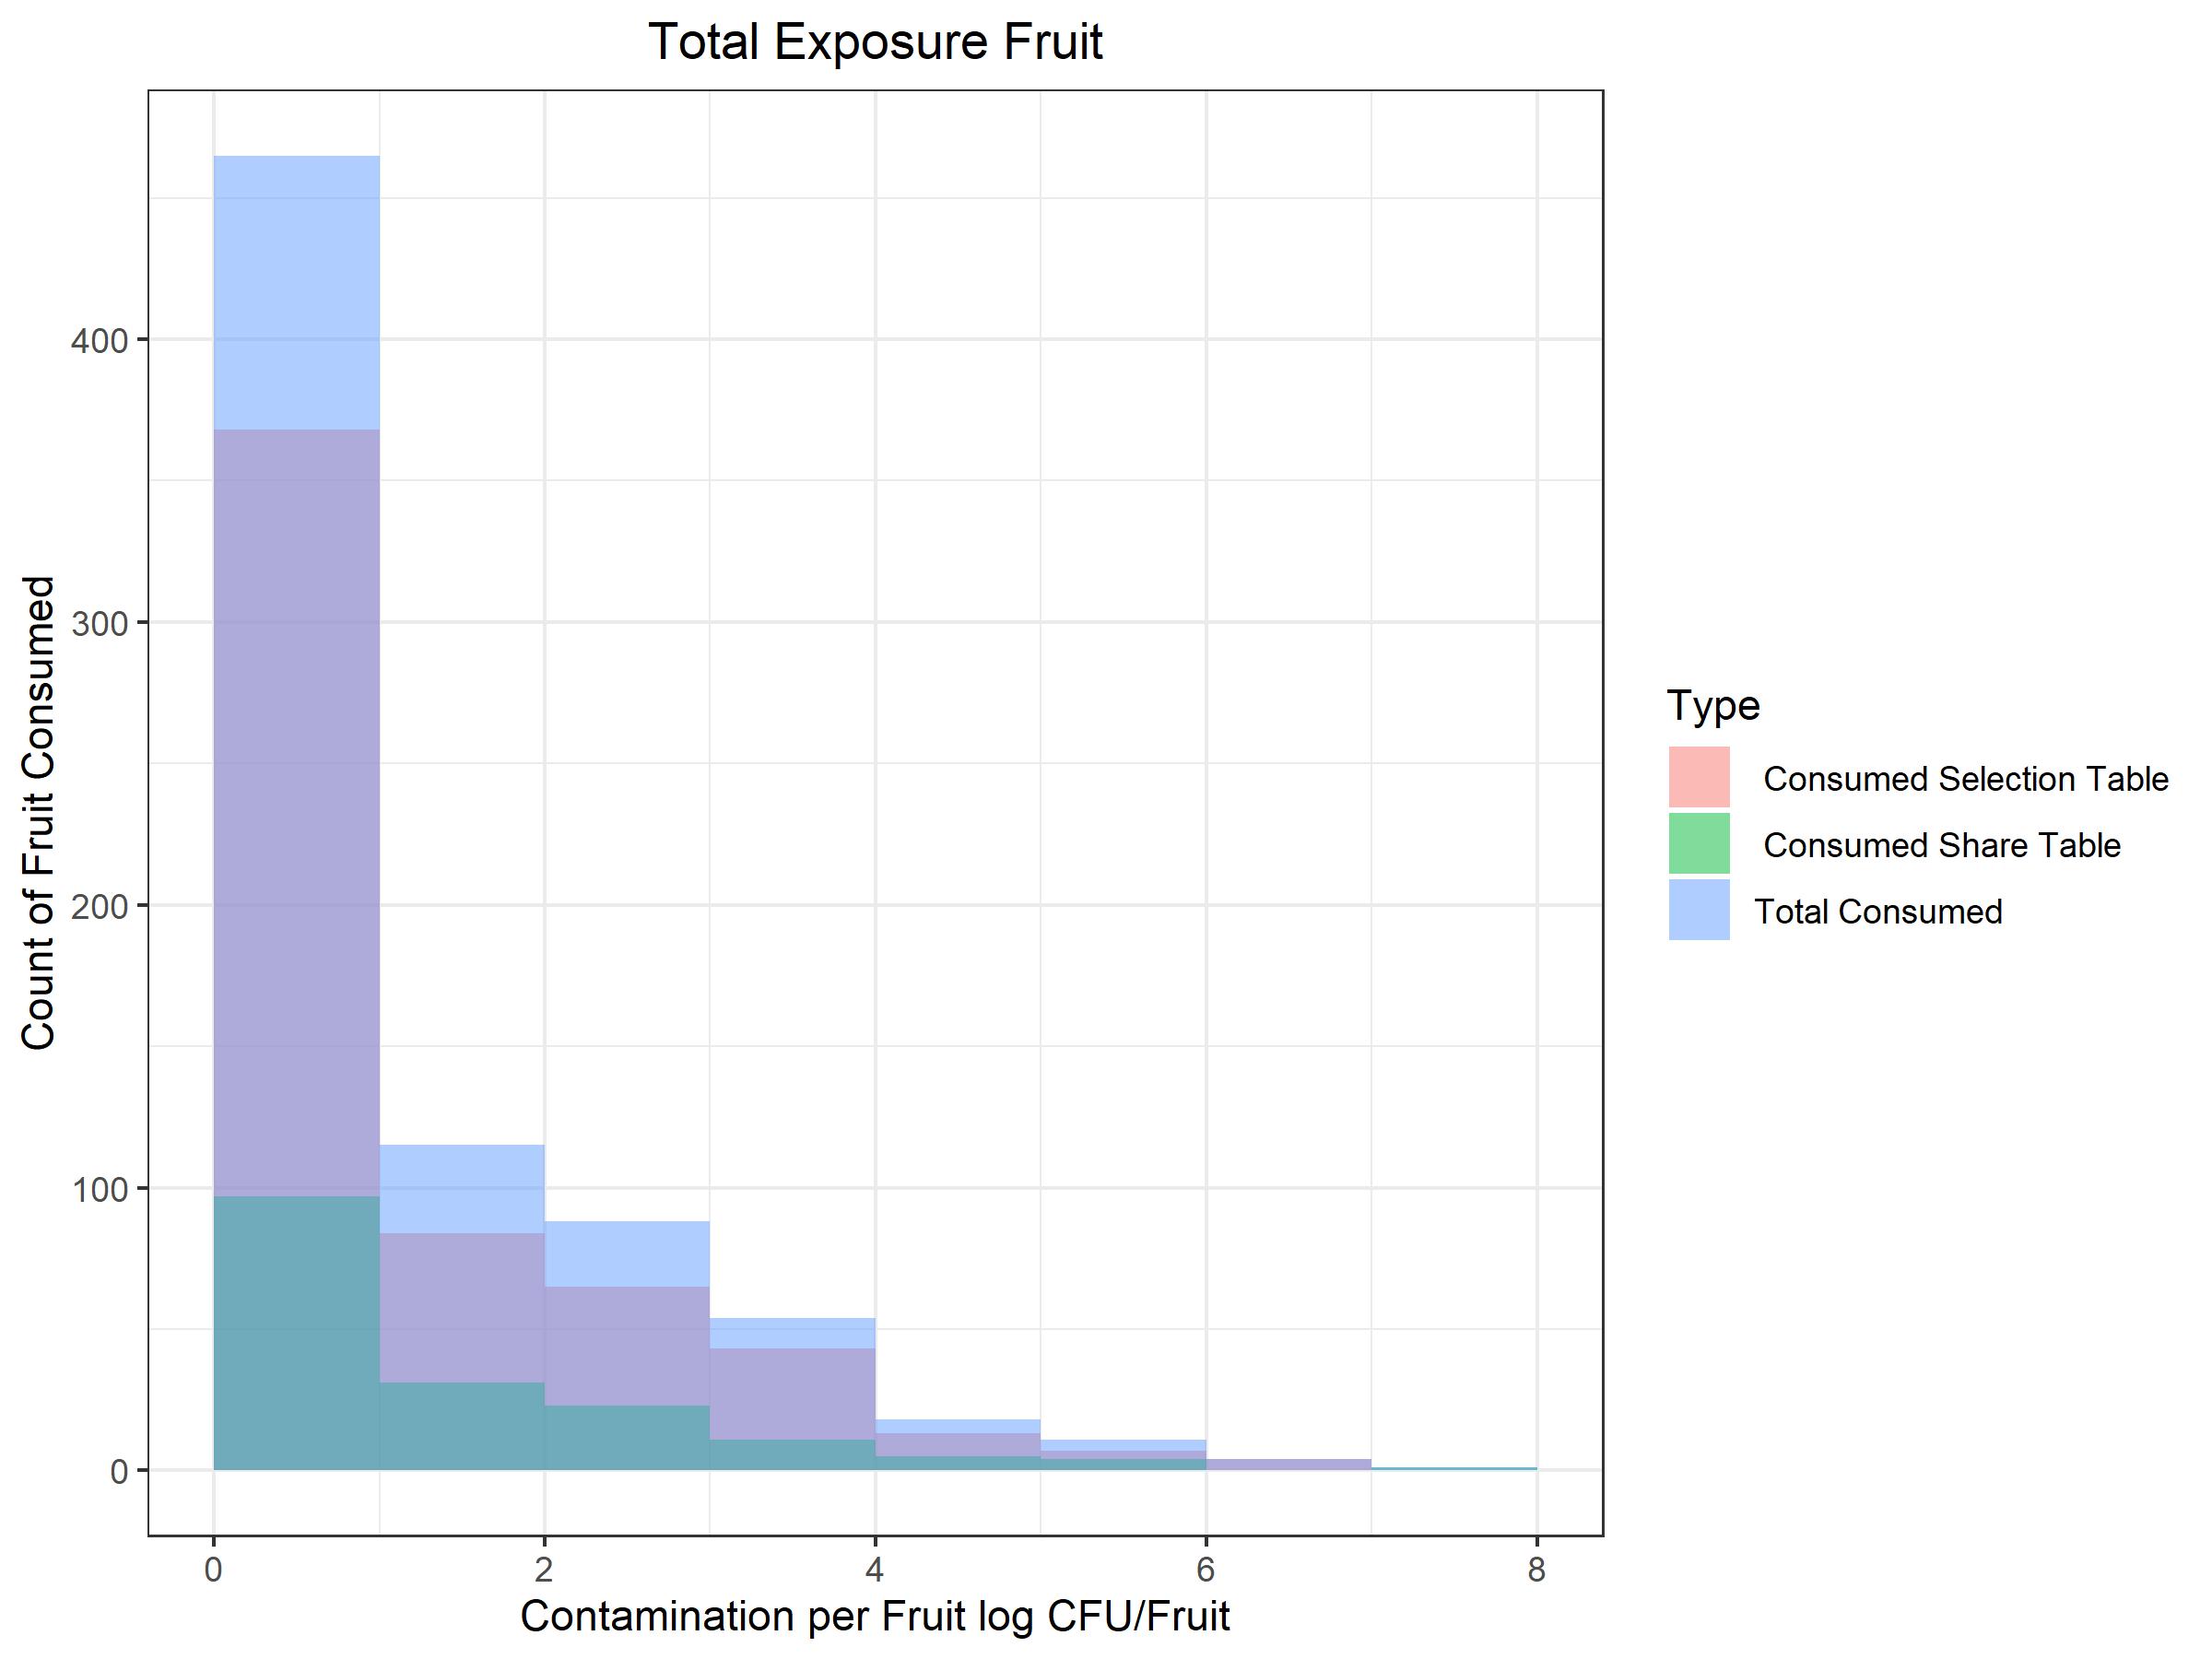 Total Exposure Fruit
Count of Fruit Consumed
400
300
200
100
0
0 2 4 6 8
Contamination per Fruit log CFU/Fruit
Type
Consumed Selection Table
Consumed Share Table
Total Consumed